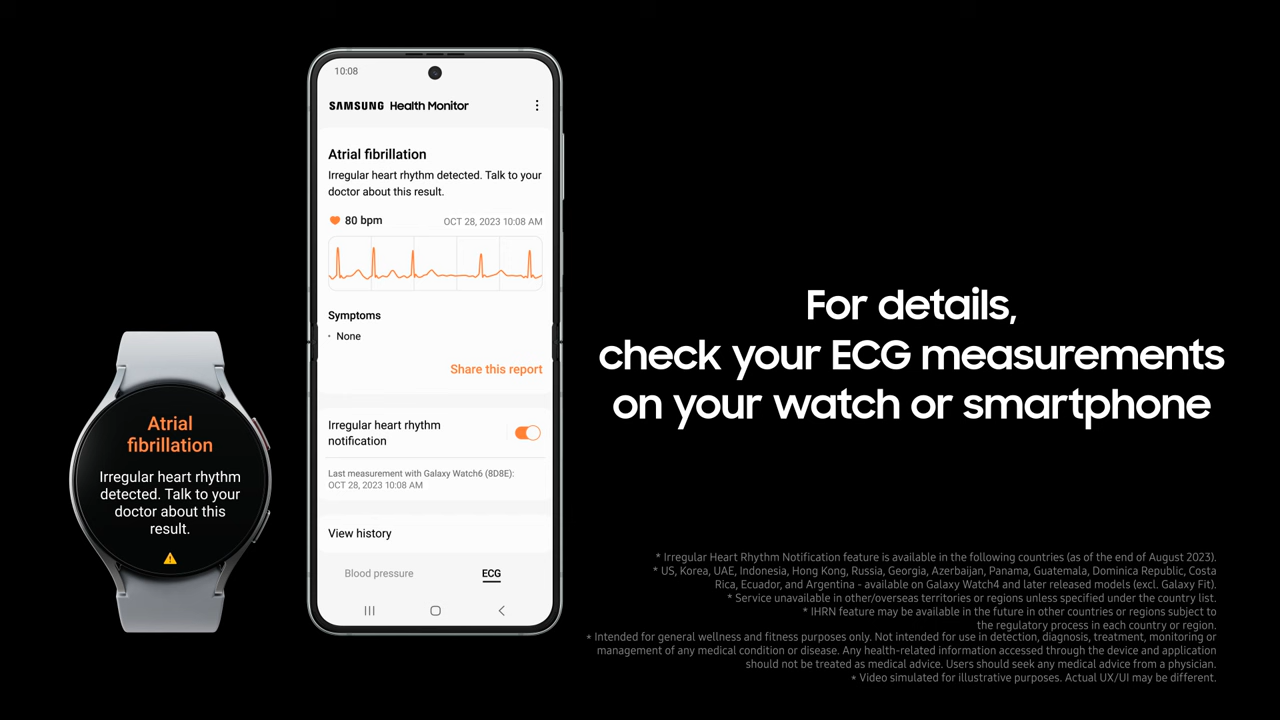 Atrial
fibrillation
Irregular heart rhythm
detected. Talk to your
doctor about this
result.
10:08
SAMSUNG Health Monitor
Atrial fibrillation
Irregular heart rhythm detected. Talk to your
doctor about this result.
80 bpm
OCT 28, 2023 10:08 AM
Symptoms
· None
Share this report
Irregular heart rhythm
notification
Last measurement with Galaxy Watch6 (8D8E):
OCT 28, 2023 10:08 AM
View history
Blood pressure
ECG
For details,
check your ECG measurements
on your watch or smartphone
* Irregular Heart Rhythm Notification feature is available in the following countries (as of the end of August 2023).
* US, Korea, UAE, Indonesia, Hong Kong, Russia, Georgia, Azerbaijan, Panama, Guatemala, Dominica Republic, Costa
Rica, Ecuador, and Argentina - available on Galaxy Watch4 and later released models (excl. Galaxy Fit).
* Service unavailable in other/overseas territories or regions unless specified under the country list.
* IHRN feature may be available in the future in other countries or regions subject to
the regulatory process in each country or region.
* Intended for general wellness and fitness purposes only. Not intended for use in detection, diagnosis, treatment, monitoring or
management of any medical condition or disease. Any health-related information accessed through the device and application
should not be treated as medical advice. Users should seek any medical advice from a physician.
* Video simulated for illustrative purposes. Actual UX/UI may be different.